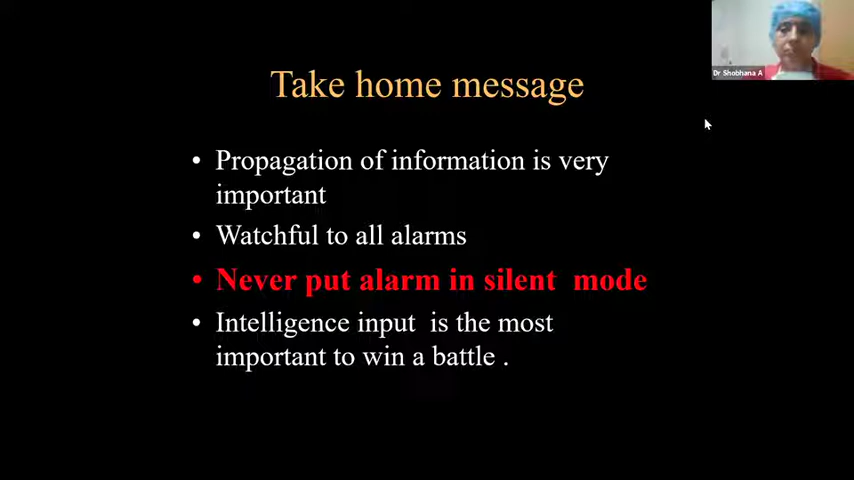 Dr Shobhana A
Take home message
• Propagation of information is very
important
• Watchful to all alarms
• Never put alarm in silent mode
• Intelligence input is the most
important to win a battle .